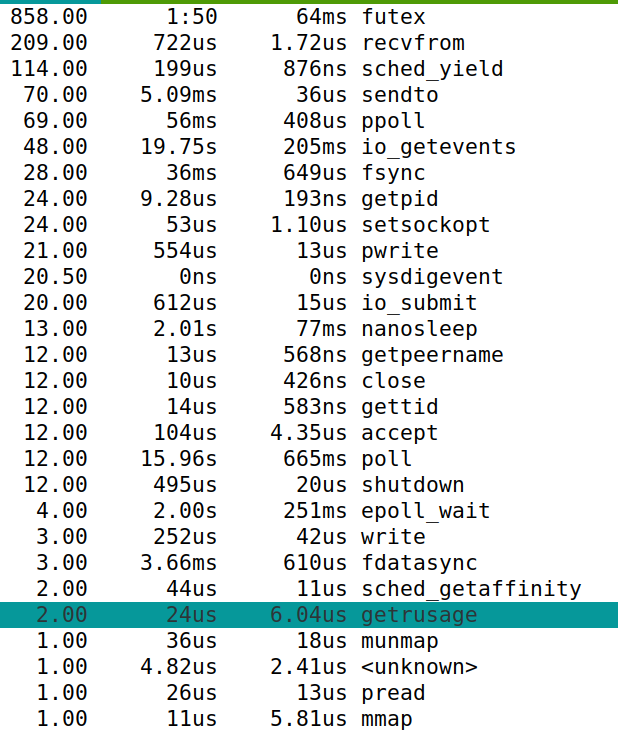 858.00 1:50 64ms futex
209.00 722us 1.72us recvfrom
114.00 199us 876ns sched_yield
70.00 5.09ms 36us sendto
69.00 56ms 408us ppoll
48.00 19.75s 205ms io_getevents
28.00 36ms 649us fsync
24.00 9.28us 193ns getpid
24.00 53us 1.10us setsockopt
21.00 554us 13us pwrite
20.50 0ns 0ns sysdigevent
20.00 612us 15us io_submit
13.00 2.01s 77ms nanosleep
12.00 13us 568ns getpeername
12.00 10us 426ns close
12.00 14us 583ns gettid
12.00 104us 4.35us accept
12.00 15.96s 665ms poll
12.00 495us 20us shutdown
4.00 2.00s 251ms epoll_wait
3.00 252us 42us write
3.00 3.66ms 610us fdatasync
2.00 44us 11us sched_getaffinity
2.00 24us 6.04us getrusage
1.00 36us 18us munmap
1.00 4.82us 2.41us <unknown>
1.00 26us 13us pread
1.00 11us 5.81us mmap